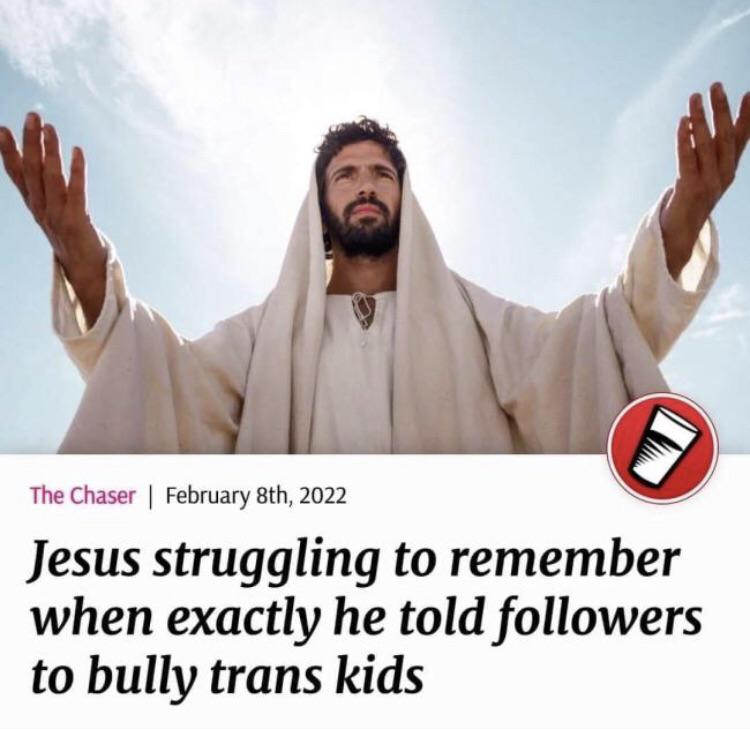 The Chaser | February 8th, 2022
Jesus struggling to remember
when exactly he told followers
to bully trans kids